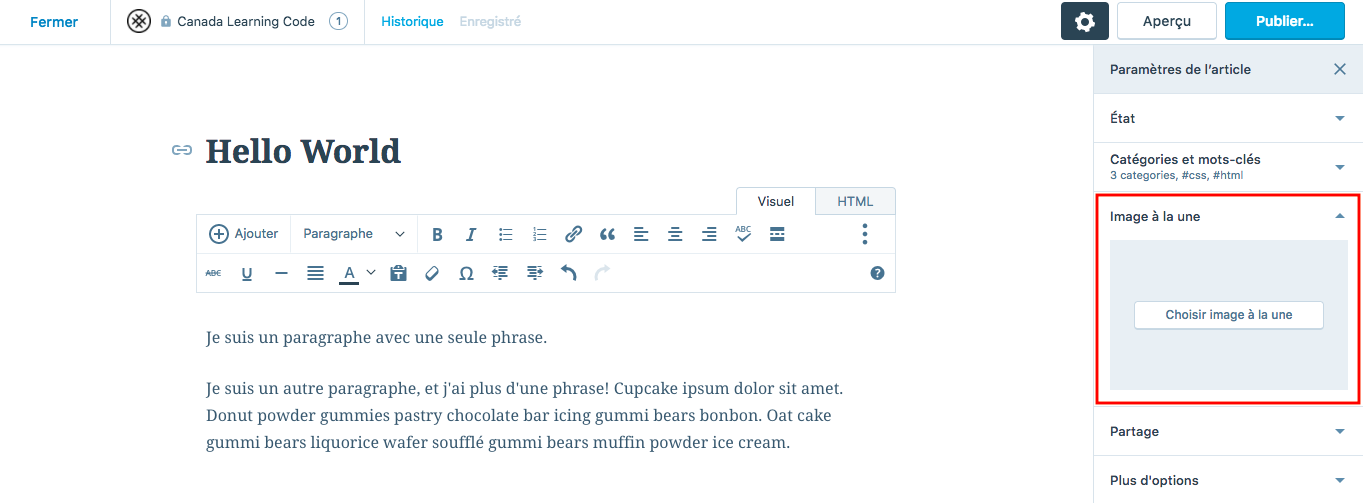 Fermer
Canada Learning Code 1
Historique Enregistré
Aperçu
Publier...
Hello World
Visuel HTML
Ajouter Paragraphe B I ABC
ABC U A T Ω ?
Je suis un paragraphe avec une seule phrase.
Je suis un autre paragraphe, et j'ai plus d'une phrase! Cupcake ipsum dolor sit amet.
Donut powder gummies pastry chocolate bar icing gummi bears bonbon. Oat cake
gummi bears liquorice wafer soufflé gummi bears muffin powder ice cream.
Paramètres de l’article
État
Catégories et mots-clés
3 categories, #css, #html
Image à la une
Choisir image à la une
Partage
Plus d'options